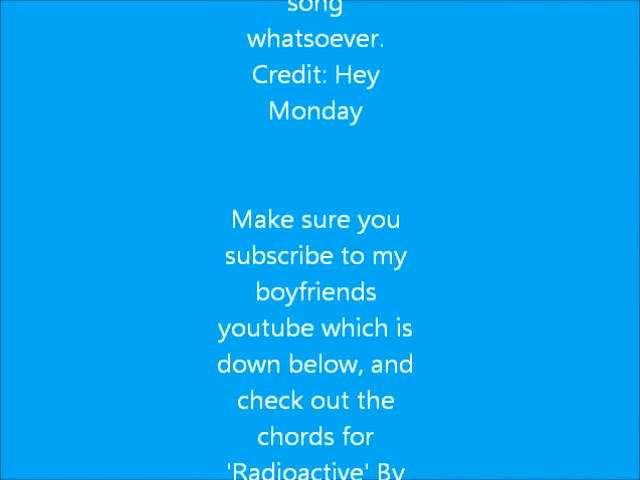 song
whatsoever.
Credit: Hey
Monday
Make sure you
subscribe to my
boyfriends
youtube which is
down below, and
check out the
chords for
'Radioactive' By